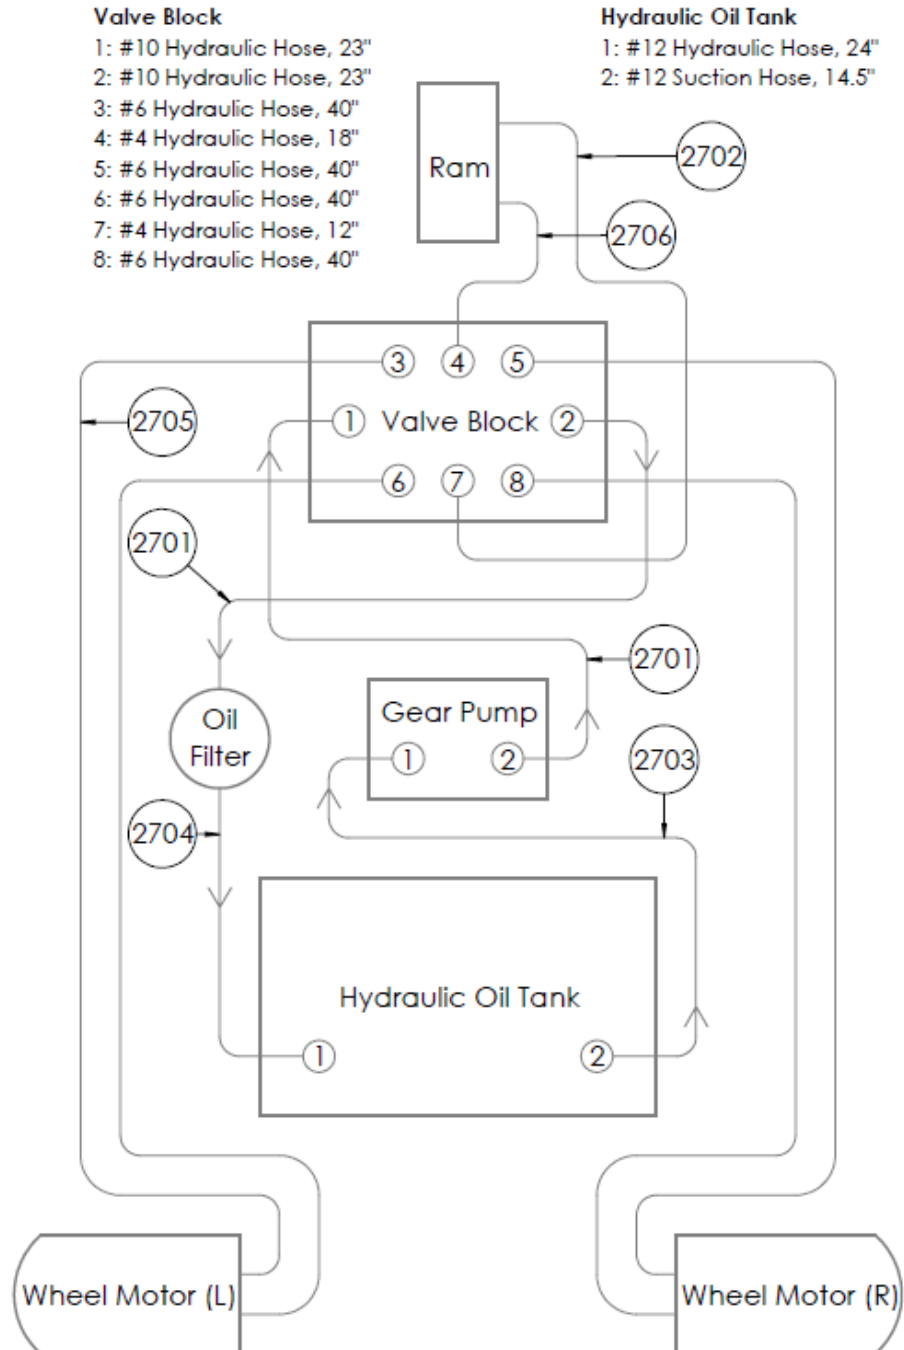 Valve Block
1: #10 Hydraulic Hose, 23"
2: #10 Hydraulic Hose, 23"
3: #6 Hydraulic Hose, 40"
4: #4 Hydraulic Hose, 18"
5: #6 Hydraulic Hose, 40"
6: #6 Hydraulic Hose, 40"
7: #4 Hydraulic Hose, 12"
8: #6 Hydraulic Hose, 40"
Hydraulic Oil Tank
1: #12 Hydraulic Hose, 24"
2: #12 Suction Hose, 14.5"
Ram
2702
2706
3 4 5
2705
1 Valve Block 2
6 7 8
2701
2701
Oil
Filter
Gear Pump
1 2
2703
2704
Hydraulic Oil Tank
1 2
Wheel Motor (L)
Wheel Motor (R)